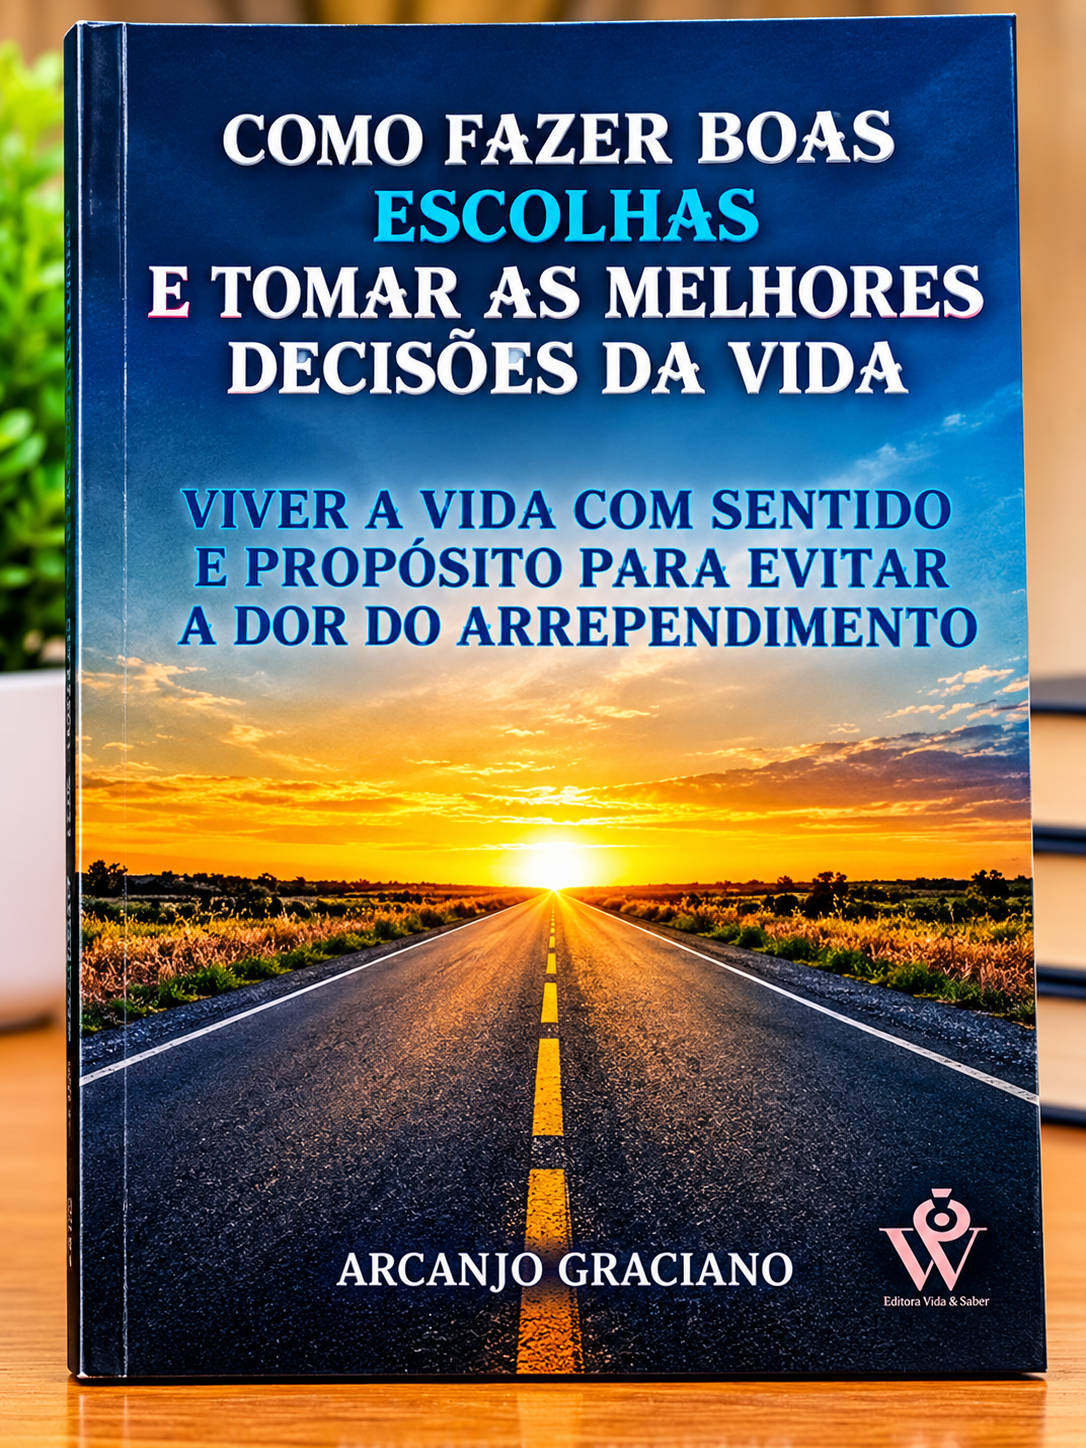 COMO FAZER BOAS
ESCOLHAS
E TOMAR AS MELHORES
DECISÕES DA VIDA
VIVER A VIDA COM SENTIDO
E PROPÓSITO PARA EVITAR
A DOR DO ARREPENDIMENTO
ARCANJO GRACIANO
Editora Vida & Saber